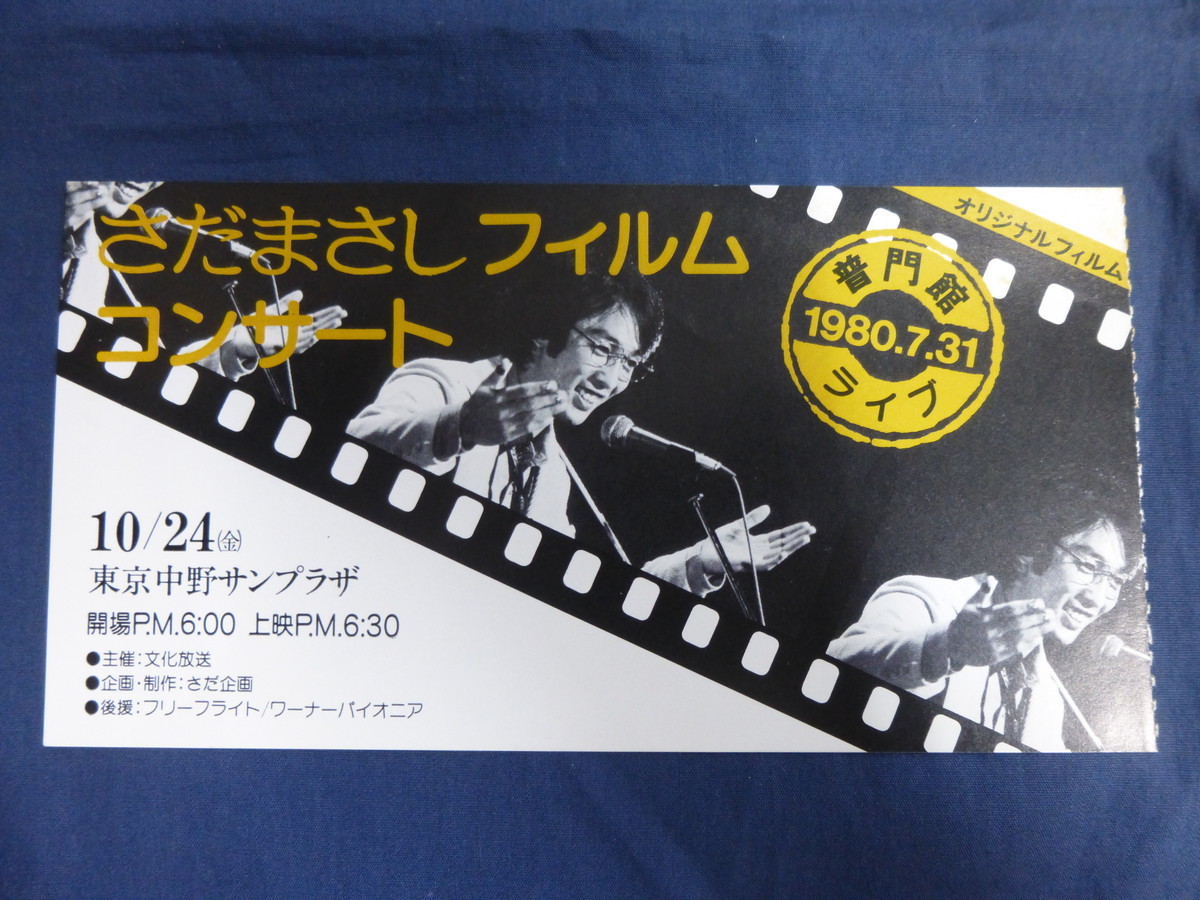 さだまさしフィルム
コンサート
オリジナルフィルム
普門館
1980.7.31
ライブ
10/24㈮
東京中野サンプラザ
開場P.M.6:00 上映P.M.6:30
●主催:文化放送
●企画・制作:さだ企画
●後援:フリーフライト/ワーナーパイオニア